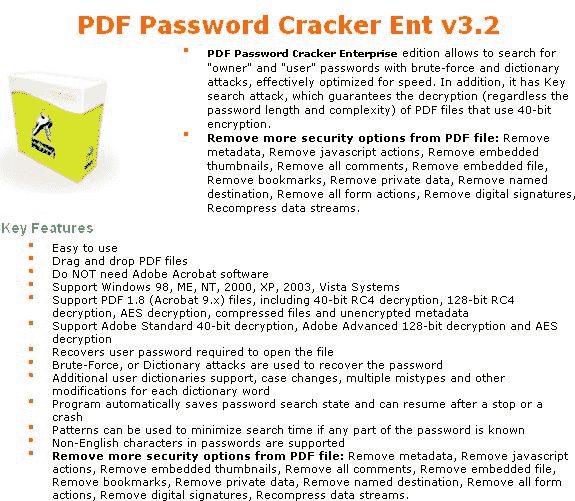 PDF Password Cracker Ent v3.2
PDF Password Cracker Enterprise edition allows to search for
"owner" and "user" passwords with brute-force and dictionary
attacks, effectively optimized for speed. In addition, it has Key
search attack, which guarantees the decryption (regardless the
password length and complexity) of PDF files that use 40-bit
encryption.
Remove more security options from PDF file: Remove
metadata, Remove javascript actions, Remove embedded
thumbnails, Remove all comments, Remove embedded file,
Remove bookmarks, Remove private data, Remove named
destination, Remove all form actions, Remove digital signatures,
Recompress data streams.
Key Features
Easy to use
Drag and drop PDF files
Do NOT need Adobe Acrobat software
Support Windows 98, ME, NT, 2000, XP, 2003, Vista Systems
Support PDF 1.8 (Acrobat 9.x) files, including 40-bit RC4 decryption, 128-bit RC4
decryption, AES decryption, compressed files and unencrypted metadata
Support Adobe Standard 40-bit decryption, Adobe Advanced 128-bit decryption and AES
decryption
Recovers user password required to open the file
Brute-Force, or Dictionary attacks are used to recover the password
Additional user dictionaries support, case changes, multiple mistypes and other
modifications for each dictionary word
Program automatically saves password search state and can resume after a stop or a
crash
Patterns can be used to minimize search time if any part of the password is known
Non-English characters in passwords are supported
Remove more security options from PDF file: Remove metadata, Remove javascript
actions, Remove embedded thumbnails, Remove all comments, Remove embedded file,
Remove bookmarks, Remove private data, Remove named destination, Remove all form
actions, Remove digital signatures, Recompress data streams.